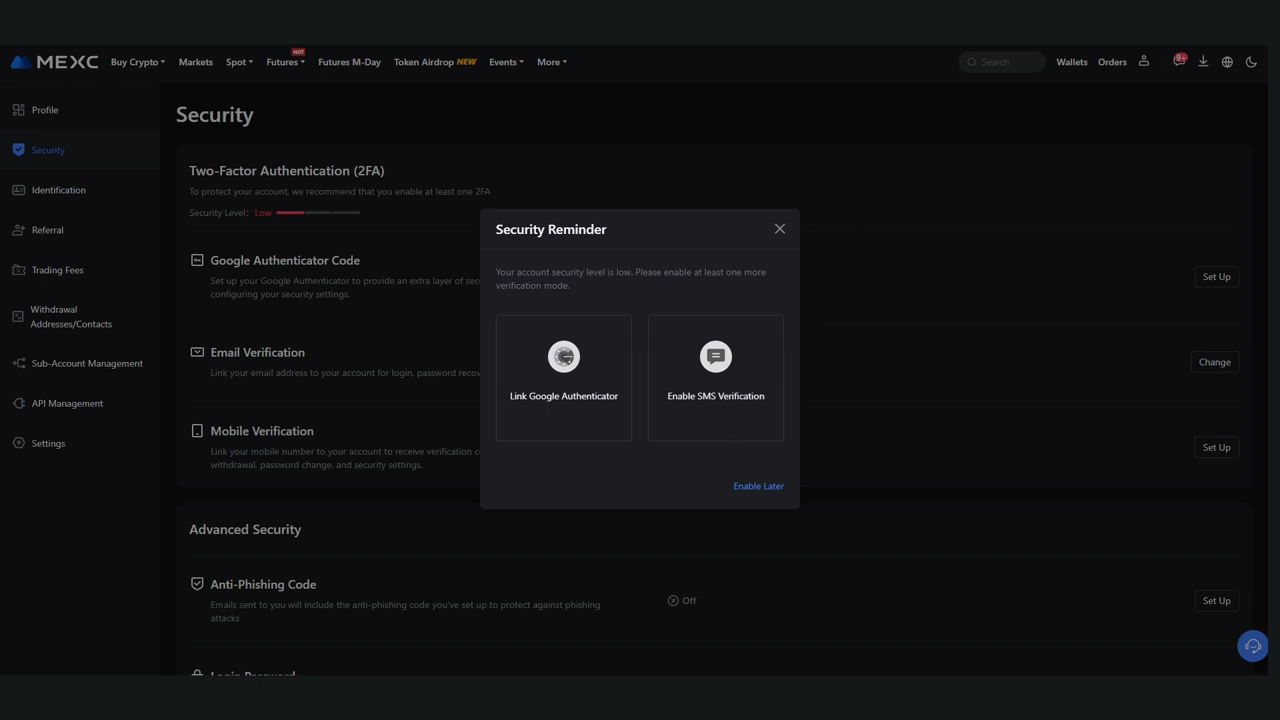 MEXC
Buy Crypto
Markets
Spot
Futures
HOT
Futures M-Day
Token Airdrop NEW
Events
More
Search
Wallets
Orders
9+
Profile
Security
Identification
Referral
Trading Fees
Withdrawal
Addresses/Contacts
Sub-Account Management
API Management
Settings
Security
Two-Factor Authentication (2FA)
To protect your account, we recommend that you enable at least one 2FA
Security Level: Low
Google Authenticator Code
Set up your Google Authenticator to provide an extra layer of sec
configuring your security settings.
Set Up
Email Verification
Link your email address to your account for login, password recov
Change
Mobile Verification
Link your mobile number to your account to receive verification c
withdrawal, password change, and security settings.
Set Up
Security Reminder
Your account security level is low. Please enable at least one more
verification mode.
Link Google Authenticator
Enable SMS Verification
Enable Later
Advanced Security
Anti-Phishing Code
Emails sent to you will include the anti-phishing code you've set up to protect against phishing
attacks
Off
Set Up
Login Password